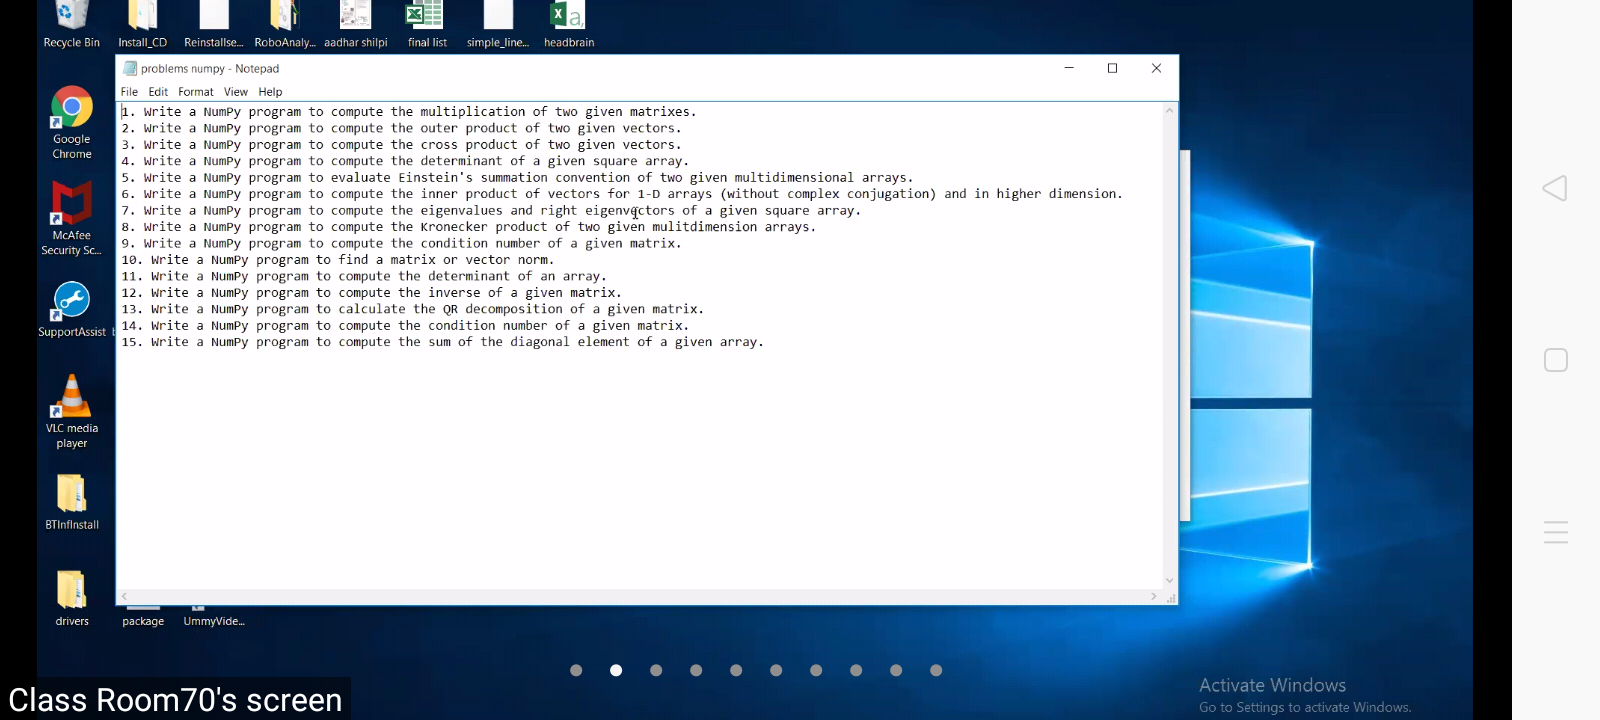 Recycle Bin
Install_CD
Reinstallse...
RoboAnaly...
aadhar shilpi
final list
simple_line...
headbrain
problems numpy - Notepad
File Edit Format View Help
1. Write a NumPy program to compute the multiplication of two given matrixes.
2. Write a NumPy program to compute the outer product of two given vectors.
3. Write a NumPy program to compute the cross product of two given vectors.
4. Write a NumPy program to compute the determinant of a given square array.
5. Write a NumPy program to evaluate Einstein's summation convention of two given multidimensional arrays.
6. Write a NumPy program to compute the inner product of vectors for 1-D arrays (without complex conjugation) and in higher dimension.
7. Write a NumPy program to compute the eigenvalues and right eigenvectors of a given square array.
8. Write a NumPy program to compute the Kronecker product of two given mulitdimension arrays.
9. Write a NumPy program to compute the condition number of a given matrix.
10. Write a NumPy program to find a matrix or vector norm.
11. Write a NumPy program to compute the determinant of an array.
12. Write a NumPy program to compute the inverse of a given matrix.
13. Write a NumPy program to calculate the QR decomposition of a given matrix.
14. Write a NumPy program to compute the condition number of a given matrix.
15. Write a NumPy program to compute the sum of the diagonal element of a given array.
Google
Chrome
McAfee
Security Sc...
SupportAssist
VLC media
player
BTInfInstall
drivers
package
UmmyVide...
Activate Windows
Go to Settings to activate Windows.
Class Room70's screen